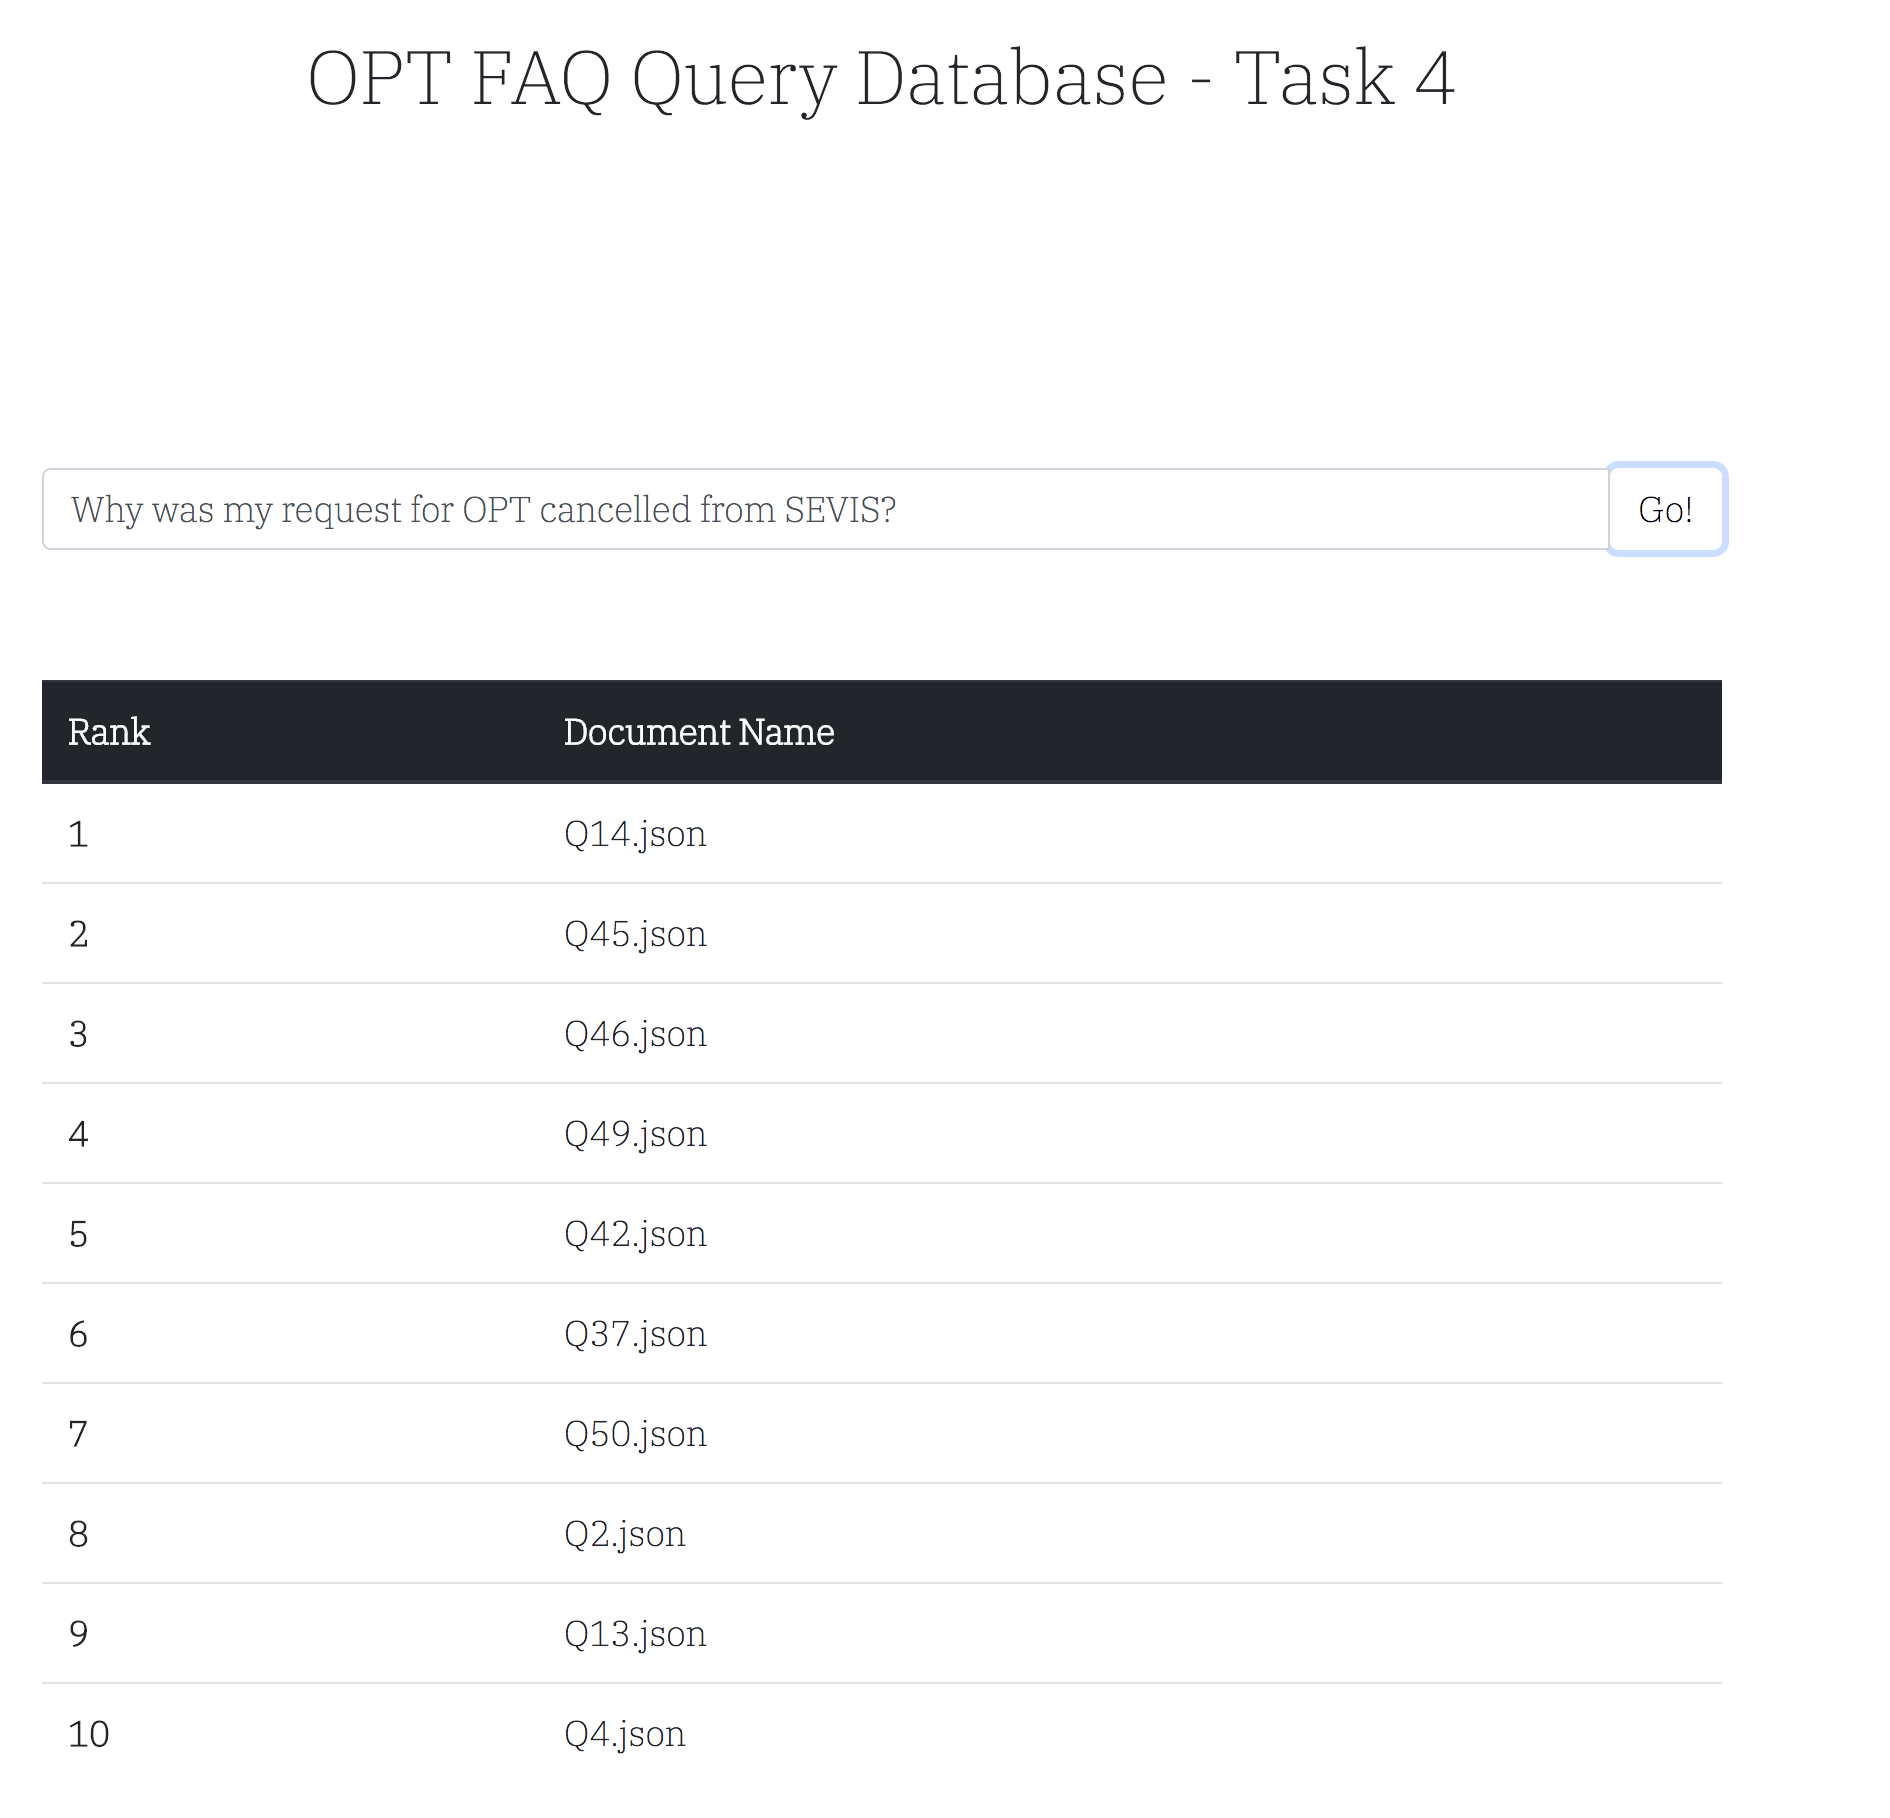 OPT FAQ Query Database - Task 4
Why was my request for OPT cancelled from SEVIS? Go!
Rank Document Name
1 Q14.json
2 Q45.json
3 Q46.json
4 Q49.json
5 Q42.json
6 Q37.json
7 Q50.json
8 Q2.json
9 Q13.json
10 Q4.json